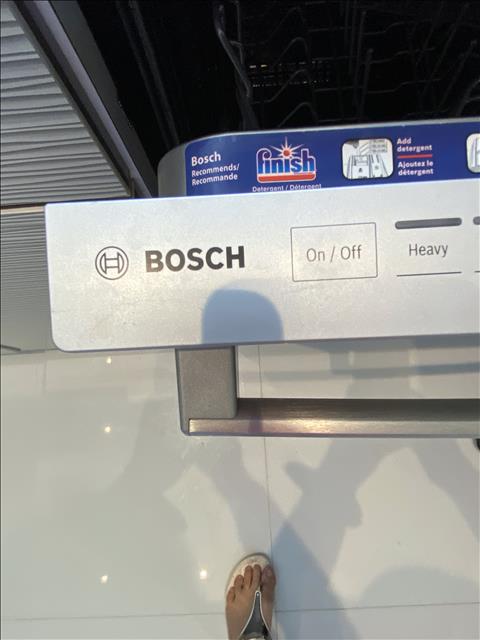 Bosch
Recommends/
Recommande
finish
Detergent / Détergent
Add
detergent
Ajoutez le
détergent
BOSCH
On / Off
Heavy